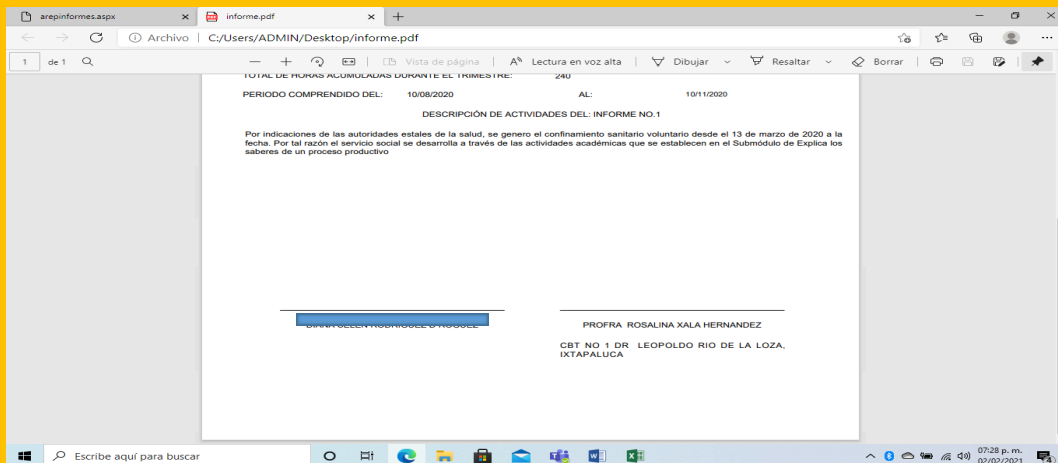 arepinformes.aspx
informe.pdf
Archivo
C:/Users/ADMIN/Desktop/informe.pdf
1 de 1
Vista de página
Lectura en voz alta
Dibujar
Resaltar
Borrar
TOTAL DE HORAS ACUMULADAS DURANTE EL TRIMESTRE: 240
PERIODO COMPRENDIDO DEL: 10/08/2020 AL: 10/11/2020
DESCRIPCIÓN DE ACTIVIDADES DEL: INFORME NO.1
Por indicaciones de las autoridades estales de la salud, se genero el confinamiento sanitario voluntario desde el 13 de marzo de 2020 a la
fecha. Por tal razón el servicio social se desarrolla a través de las actividades académicas que se establecen en el Submódulo de Explica los
saberes de un proceso productivo
PROFRA ROSALINA XALA HERNANDEZ
CBT NO 1 DR LEOPOLDO RIO DE LA LOZA,
IXTAPALUCA
Escribe aquí para buscar
07:28 p. m.
02/02/2021